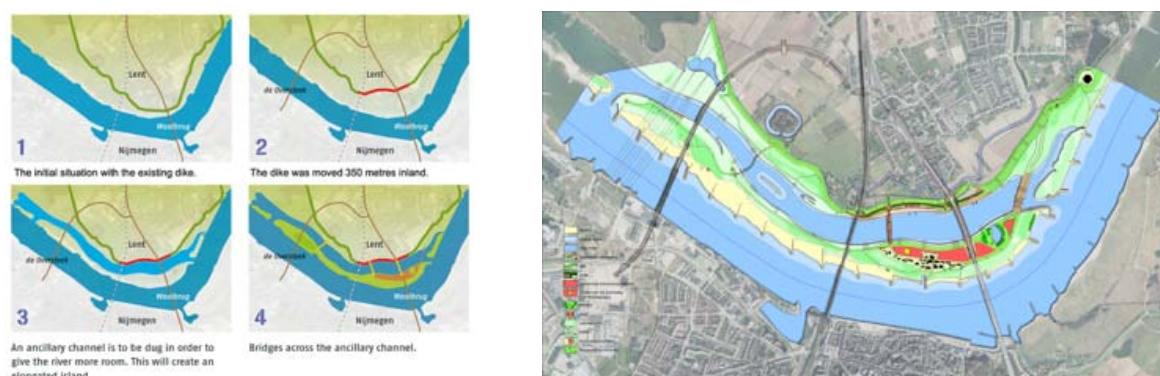 Lent
Waalbrug
Nijmegen
1
The initial situation with the existing dike.
Lent
de Oversteek
Waalbrug
Nijmegen
2
The dike was moved 350 metres inland.
Lent
de Oversteek
Waalbrug
Nijmegen
3
An ancillary channel is to be dug in order to
give the river more room. This will create an
elongated island.
Lent
de Oversteek
Waalbrug
Nijmegen
4
Bridges across the ancillary channel.